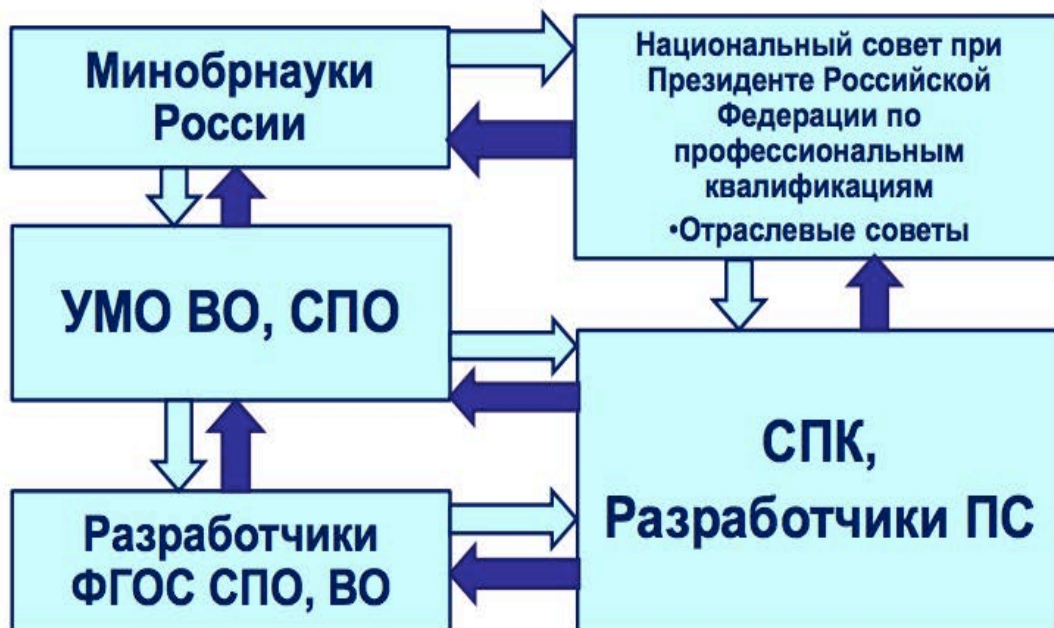 Минобрнауки
России
Национальный совет при
Президенте Российской
Федерации по
профессиональным
квалификациям
•Отраслевые советы
УМО ВО, СПО
СПК,
Разработчики ПС
Разработчики
ФГОС СПО, ВО